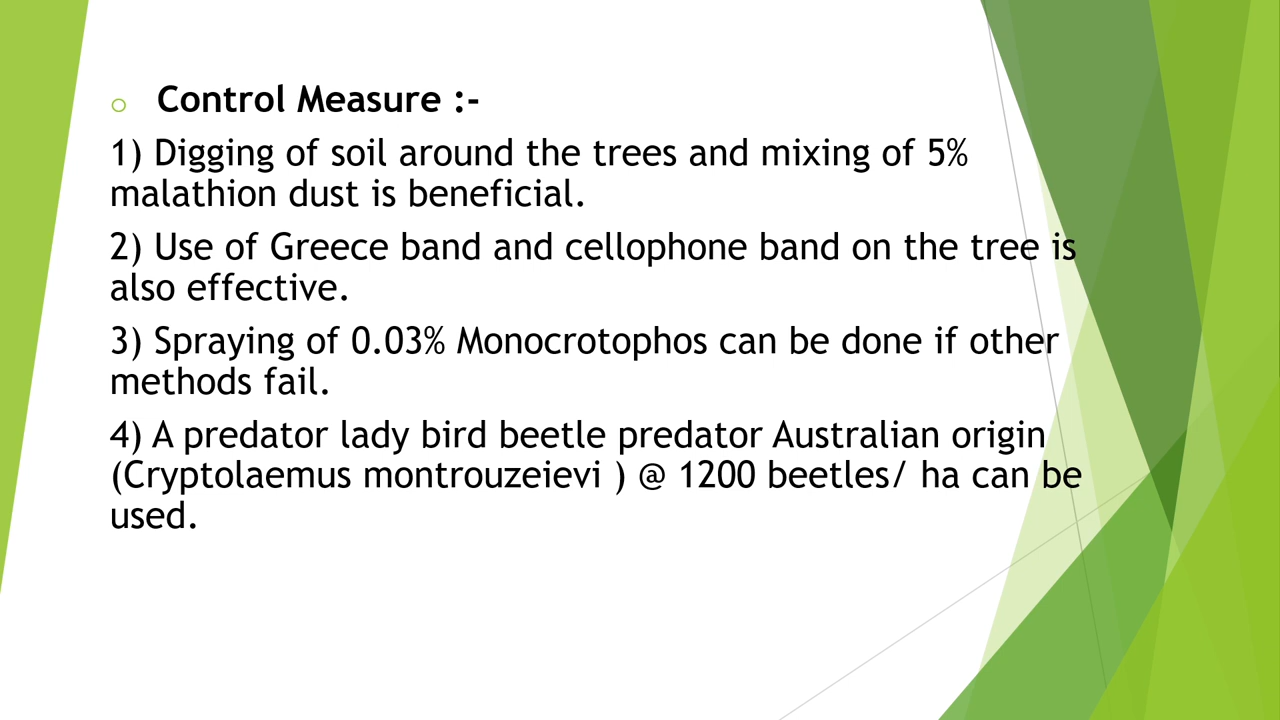 Control Measure :-
1) Digging of soil around the trees and mixing of 5%
malathion dust is beneficial.
2) Use of Greece band and cellophone band on the tree is
also effective.
3) Spraying of 0.03% Monocrotophos can be done if other
methods fail.
4) A predator lady bird beetle predator Australian origin
(Cryptolaemus montrouzeievi ) @ 1200 beetles/ ha can be
used.